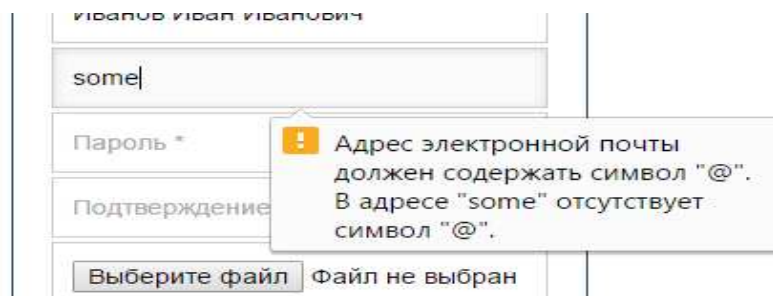 Иванов Иван Иванович
some
Пароль *
Адрес электронной почты
должен содержать символ "@".
В адресе "some" отсутствует
символ "@".
Подтверждение
Выберите файл Файл не выбран